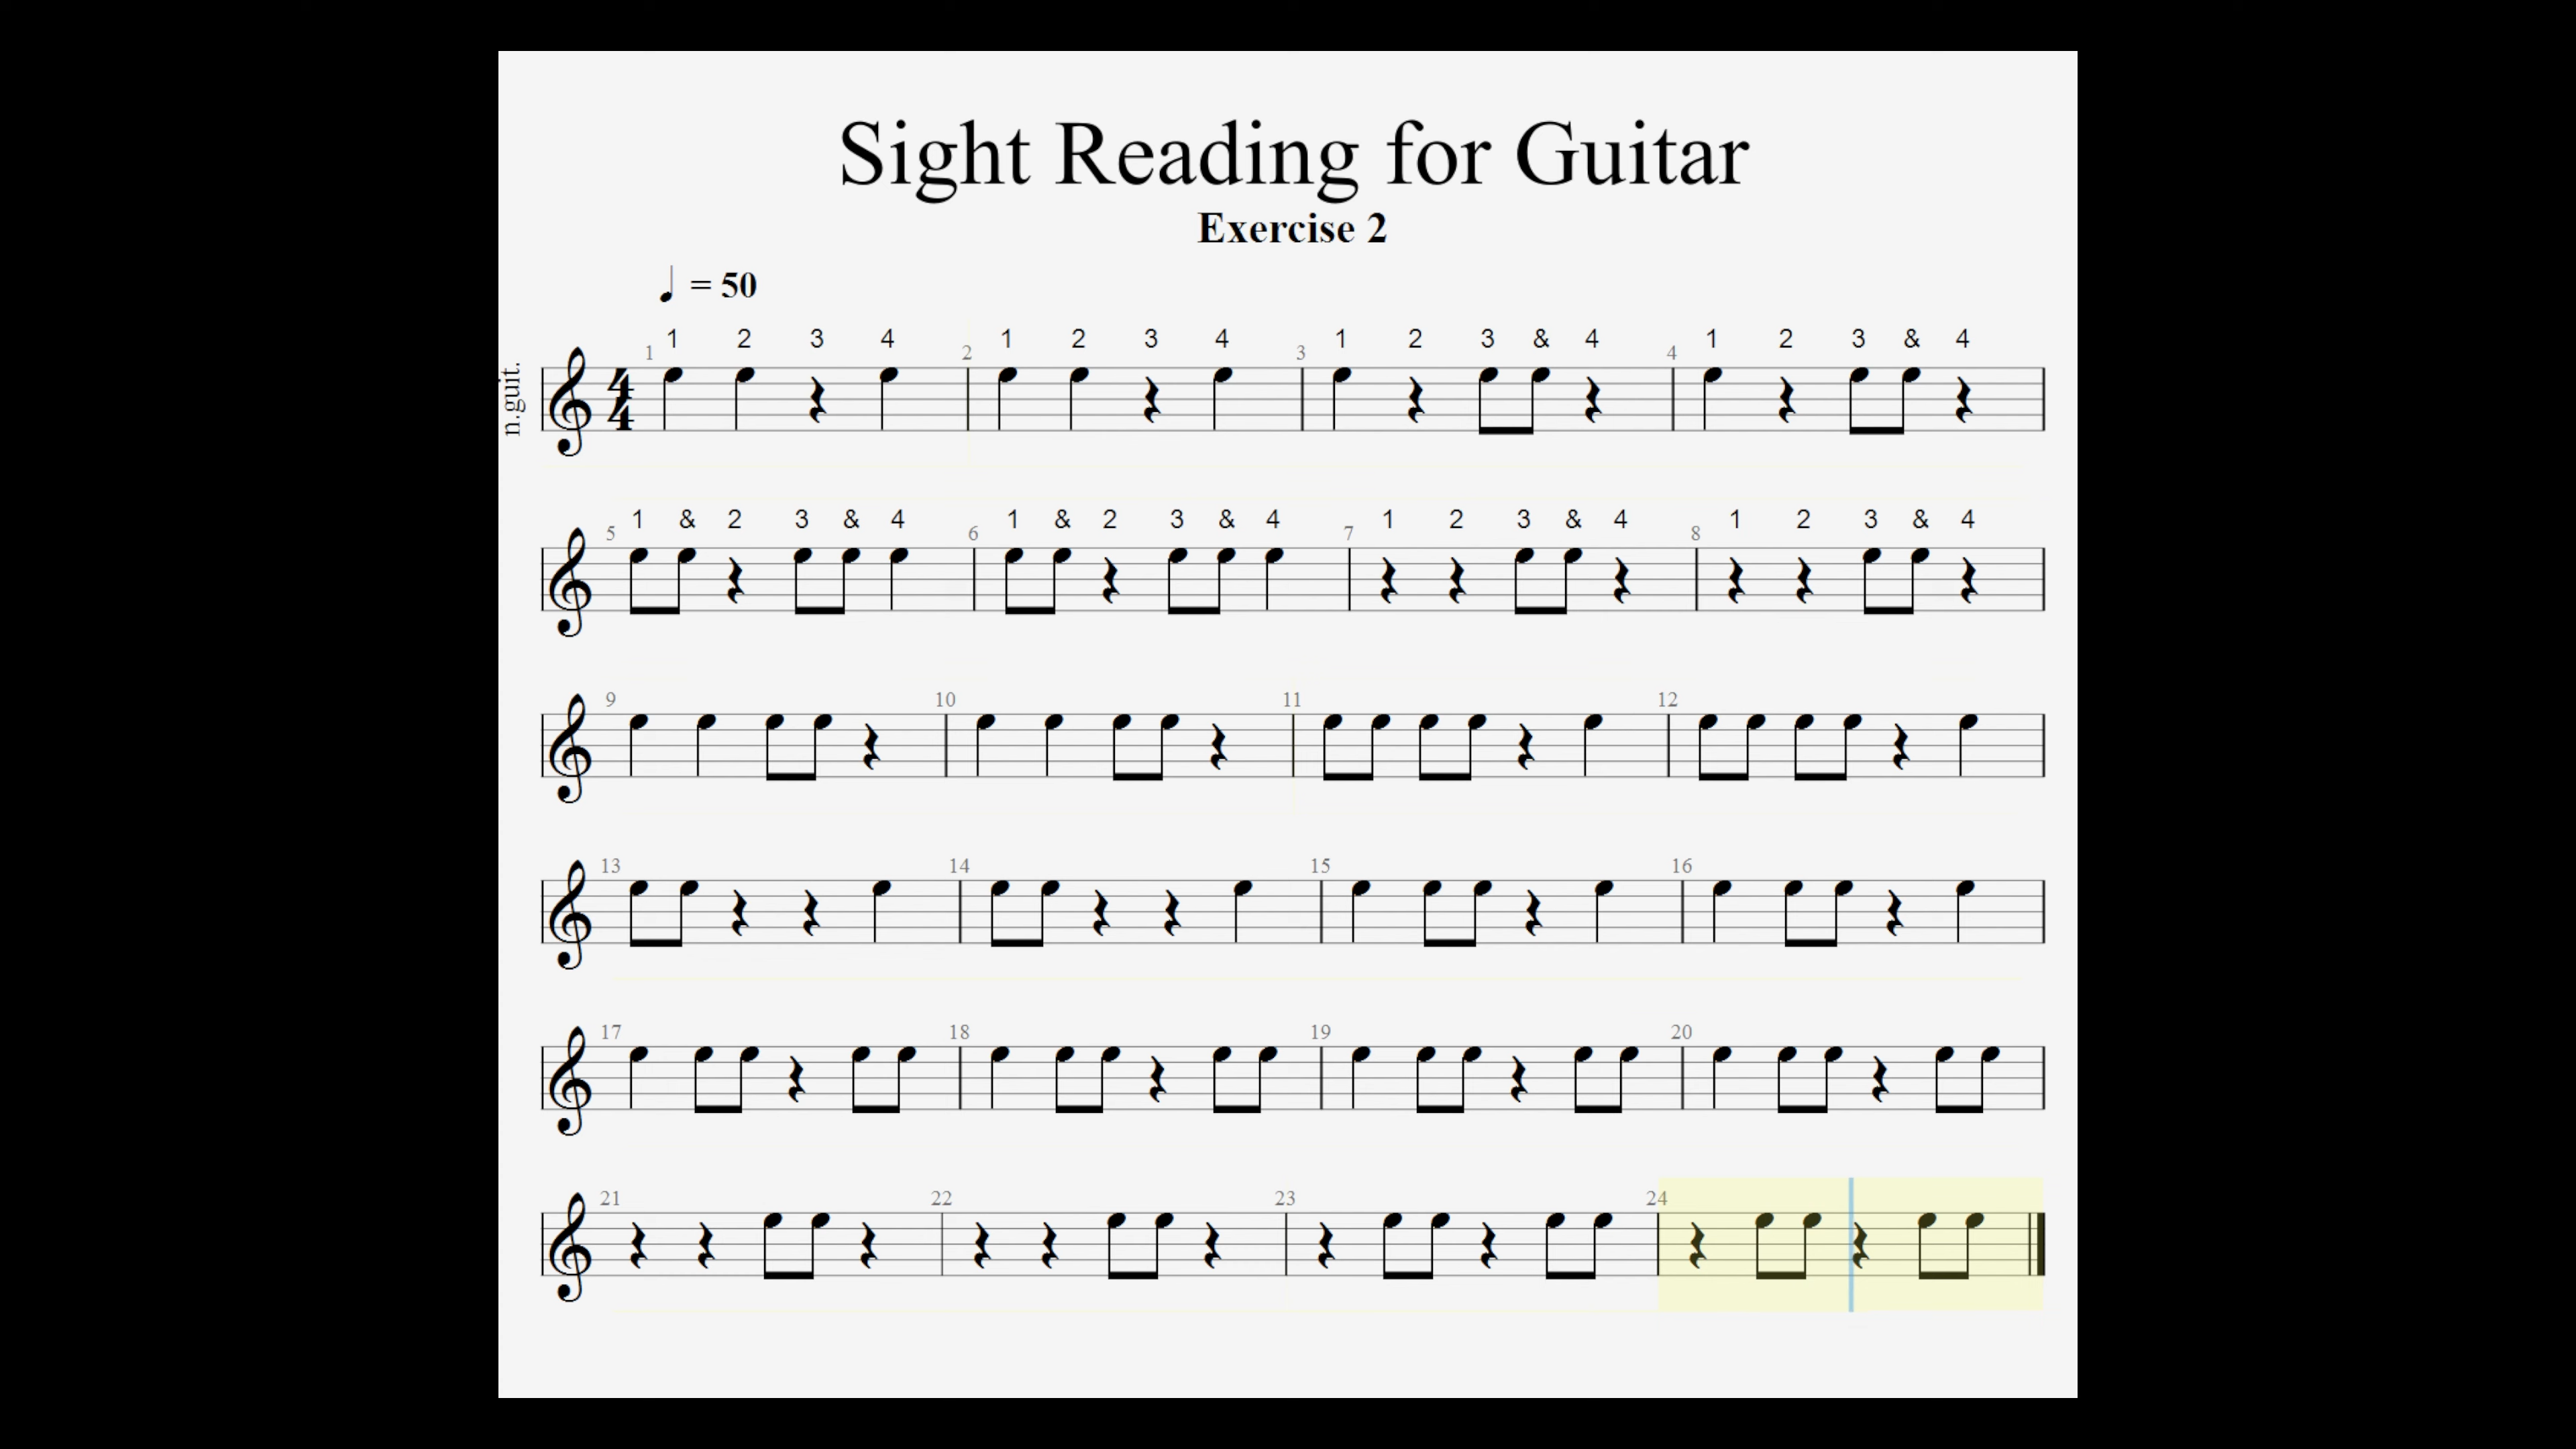 Sight Reading for Guitar
Exercise 2
= 50
1 2 3 4 1 2 3 4 1 2 3 & 4 1 2 3 & 4
1 2 3 4
n.guit.
4
4
1 & 2 3 & 4 1 & 2 3 & 4 1 2 3 & 4 1 2 3 & 4
5 6 7 8
9 10 11 12
13 14 15 16
17 18 19 20
21 22 23 24